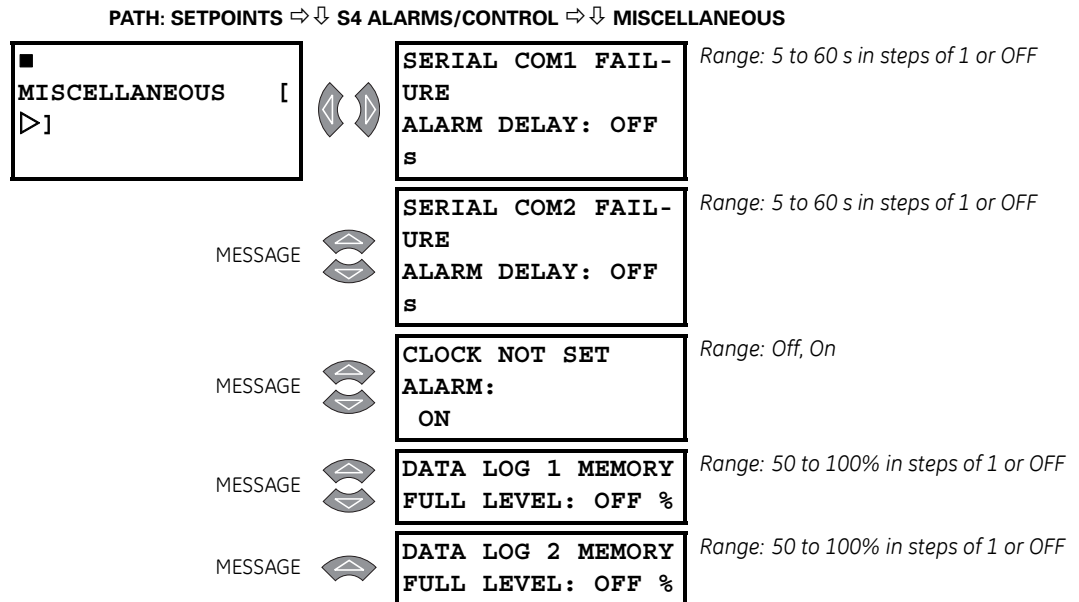 PATH: SETPOINTS ⇨⇩ S4 ALARMS/CONTROL ⇨⇩ MISCELLANEOUS
■
MISCELLANEOUS [
▷]
SERIAL COM1 FAIL-
URE
ALARM DELAY: OFF
s
Range: 5 to 60 s in steps of 1 or OFF
MESSAGE
SERIAL COM2 FAIL-
URE
ALARM DELAY: OFF
s
Range: 5 to 60 s in steps of 1 or OFF
MESSAGE
CLOCK NOT SET
ALARM:
ON
Range: Off, On
MESSAGE
DATA LOG 1 MEMORY
FULL LEVEL: OFF %
Range: 50 to 100% in steps of 1 or OFF
MESSAGE
DATA LOG 2 MEMORY
FULL LEVEL: OFF %
Range: 50 to 100% in steps of 1 or OFF